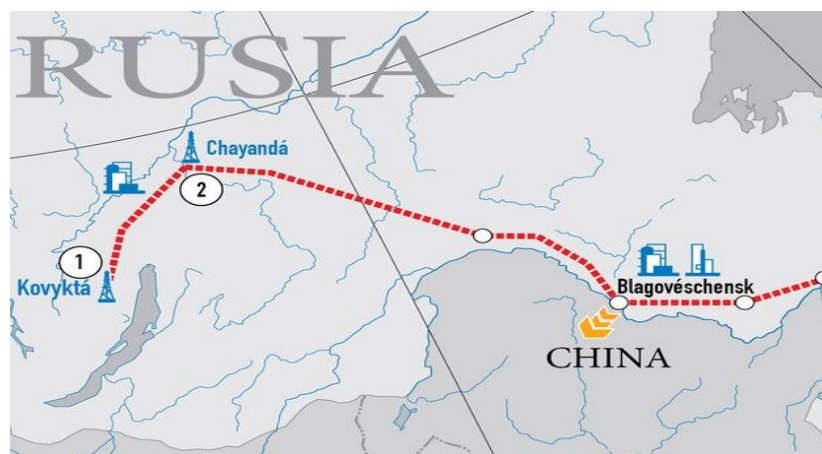 RUSIA
Chayandá
2
1
Kovyktá
Blagovéschensk
CHINA